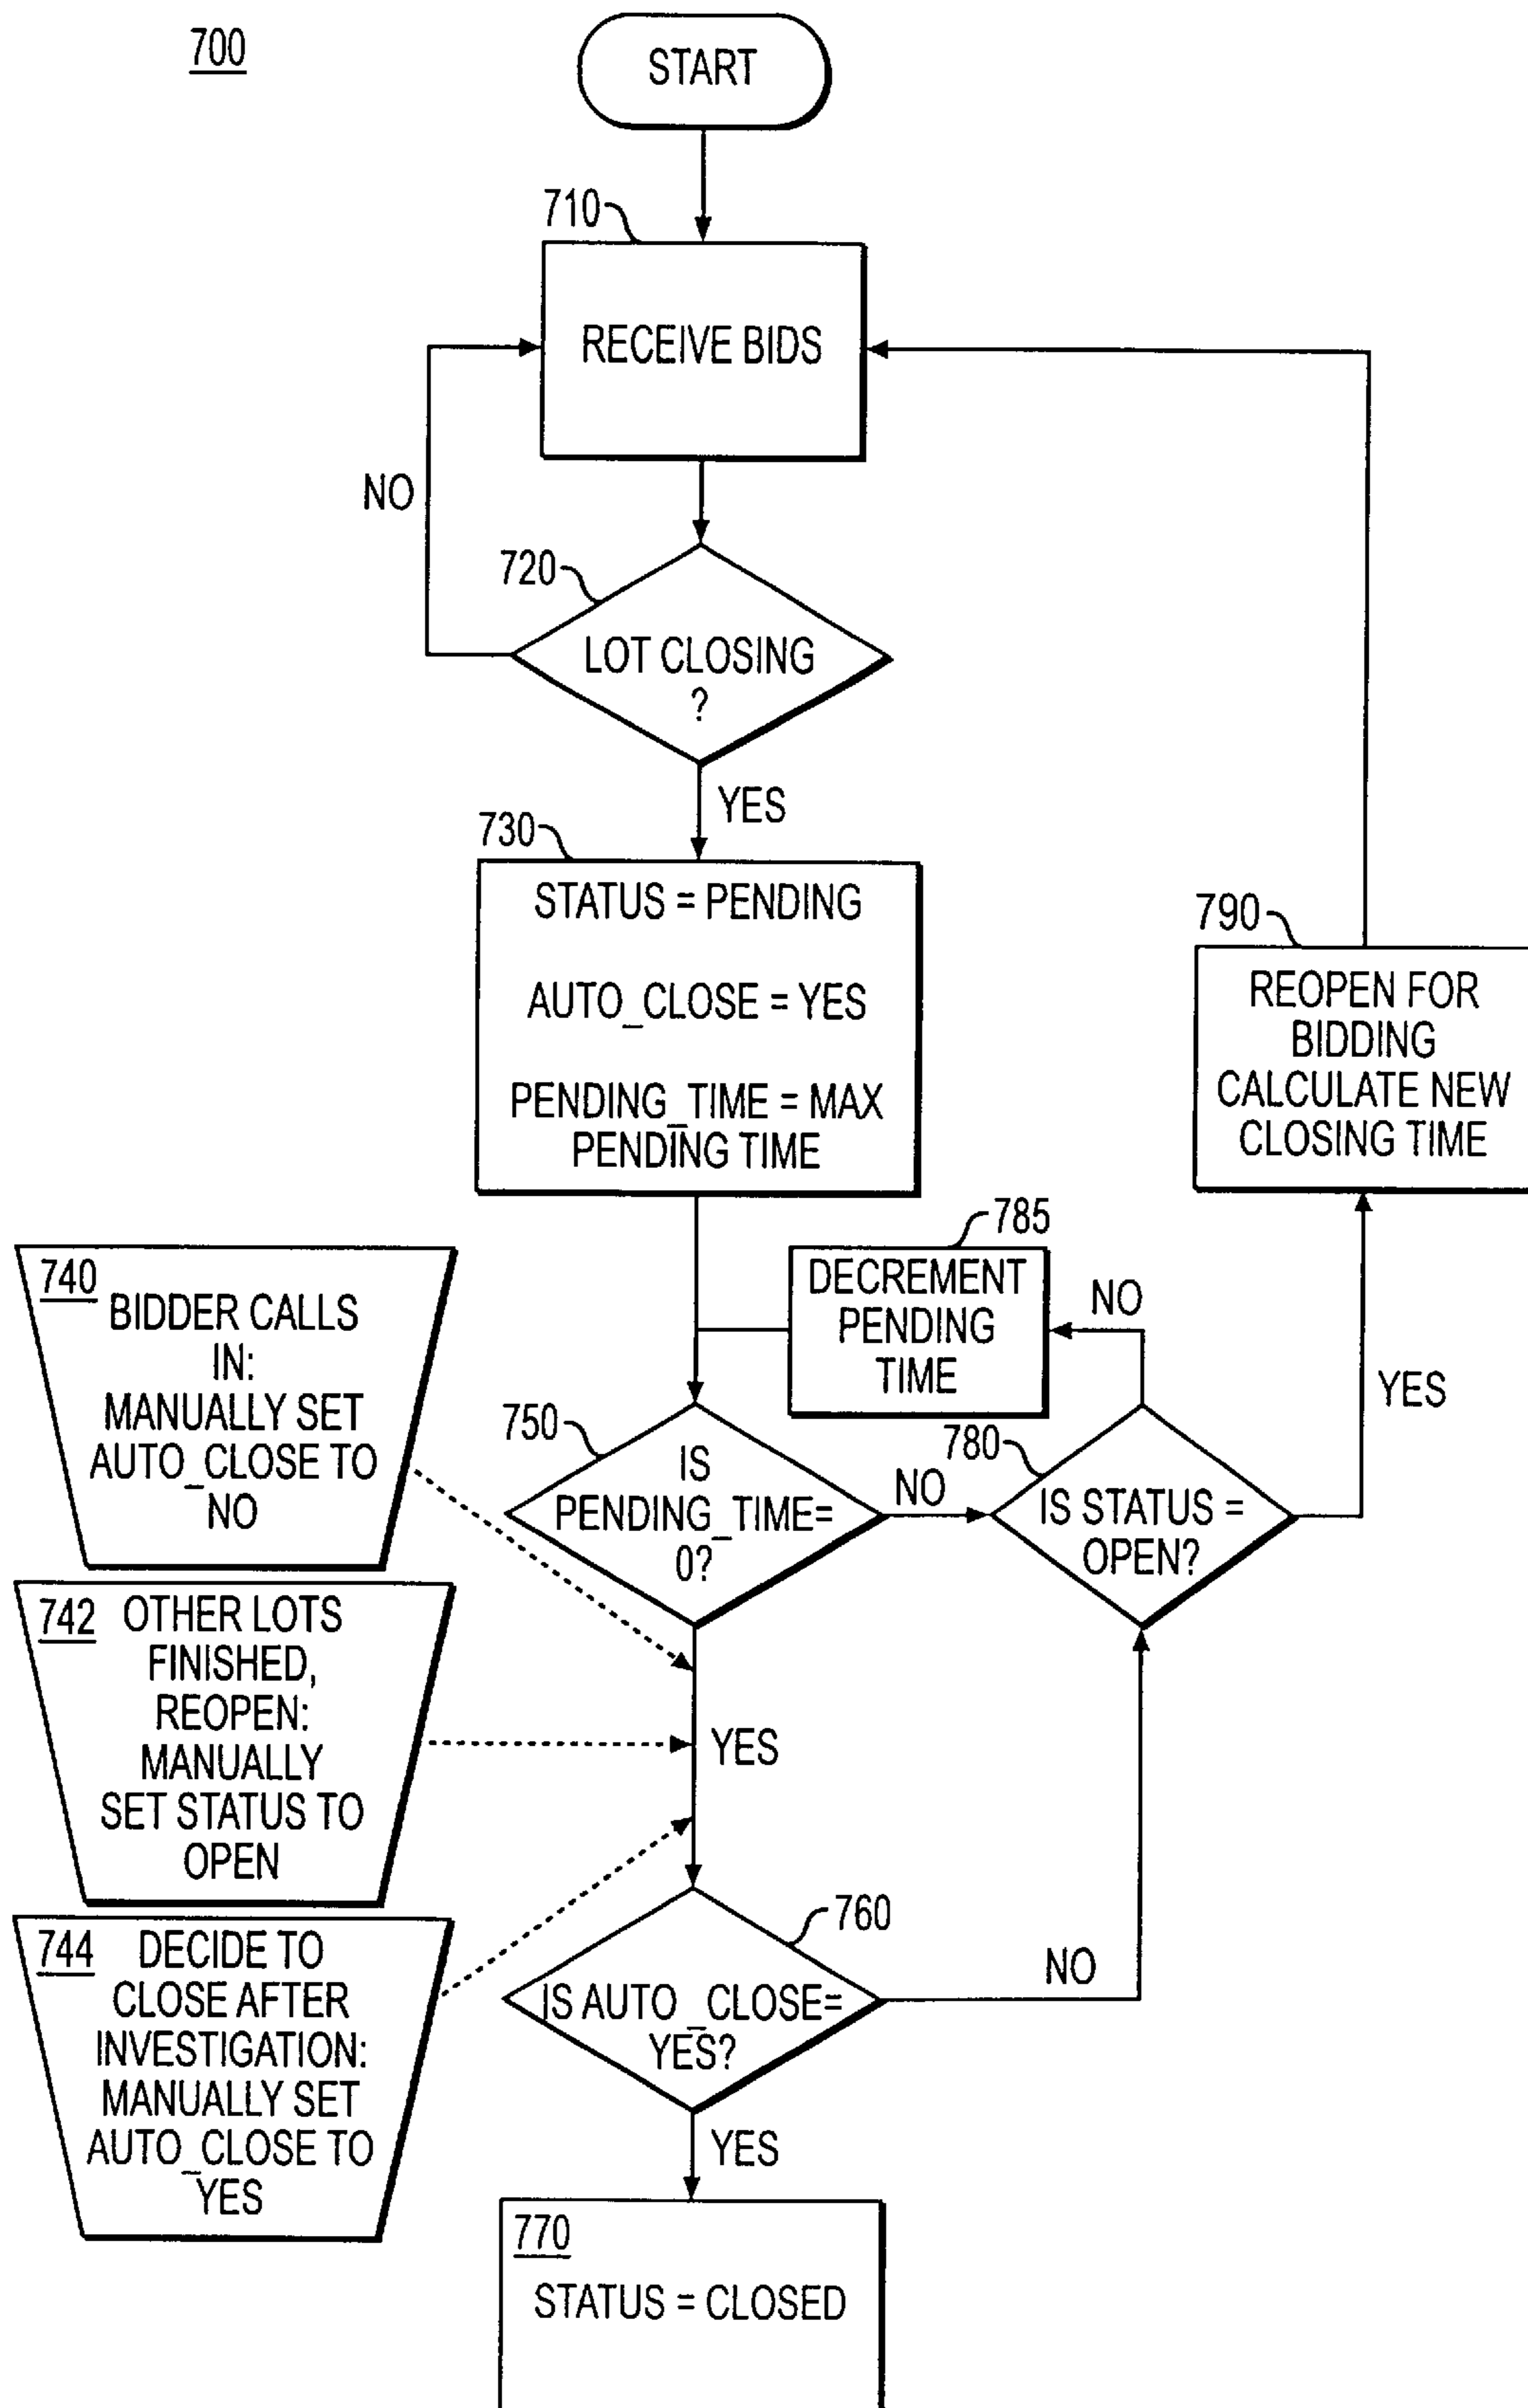 700
START
710
RECEIVE BIDS
NO
720
LOT CLOSING
?
YES
730
STATUS = PENDING
AUTO_CLOSE = YES
PENDING_TIME = MAX
PENDING TIME
790
REOPEN FOR
BIDDING
CALCULATE NEW
CLOSING TIME
785
DECREMENT
PENDING
TIME
NO
YES
740
BIDDER CALLS
IN:
MANUALLY SET
AUTO_CLOSE TO
NO
750
IS
PENDING_TIME=
0?
NO
780
IS STATUS =
OPEN?
742
OTHER LOTS
FINISHED,
REOPEN:
MANUALLY
SET STATUS TO
OPEN
YES
744
DECIDE TO
CLOSE AFTER
INVESTIGATION:
MANUALLY SET
AUTO_CLOSE TO
YES
760
IS AUTO_CLOSE=
YES?
NO
YES
770
STATUS = CLOSED